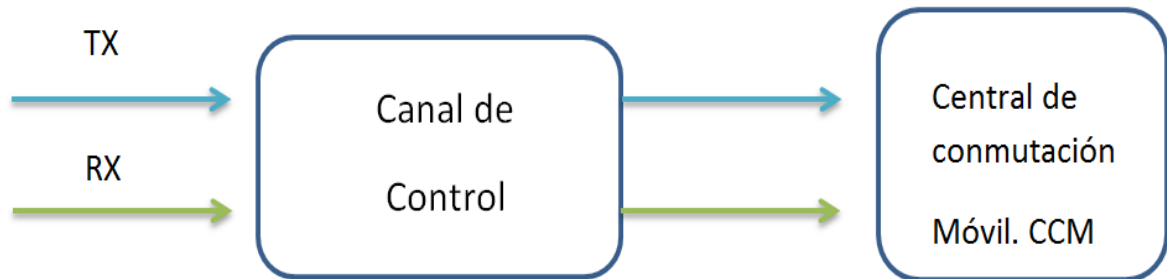 TX
RX
Canal de
Control
Central de
conmutación
Móvil. CCM